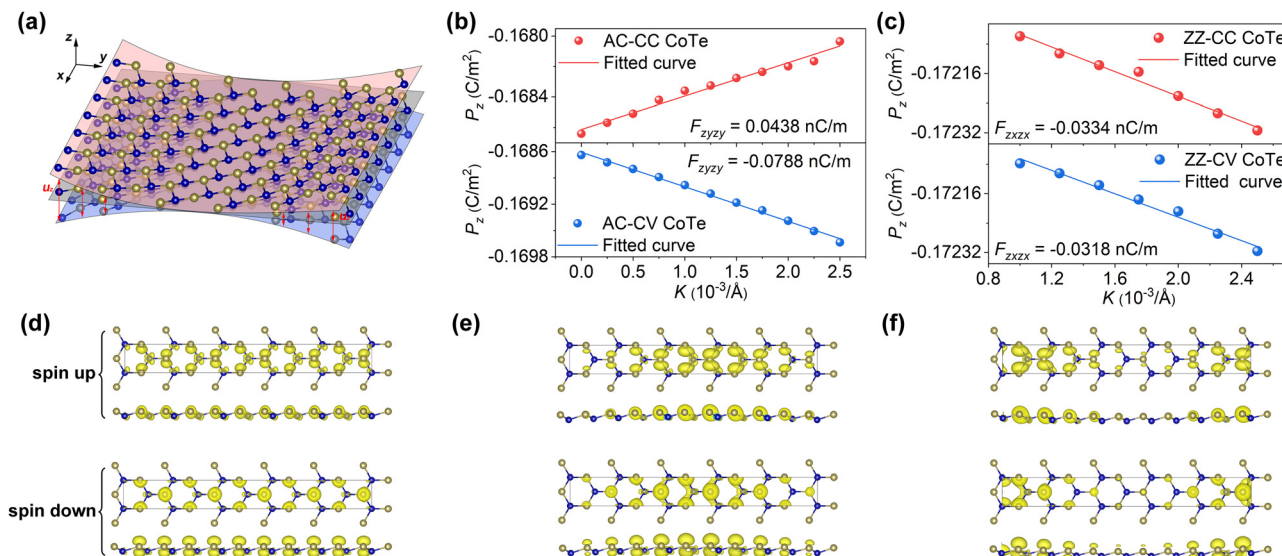 (a)
z
y
x
u_z
(b)
P_z (C/m²)
-0.1680
-0.1684
AC-CC CoTe
Fitted curve
F_zyzy = 0.0438 nC/m
P_z (C/m²)
-0.1686
-0.1692
-0.1698
F_zyzy = -0.0788 nC/m
AC-CV CoTe
Fitted curve
0.0 0.5 1.0 1.5 2.0 2.5
K (10⁻³/Å)
(c)
P_z (C/m²)
-0.17216
-0.17232
ZZ-CC CoTe
Fitted curve
F_zxzx = -0.0334 nC/m
P_z (C/m²)
-0.17216
-0.17232
ZZ-CV CoTe
Fitted curve
F_zxzx = -0.0318 nC/m
0.8 1.2 1.6 2.0 2.4
K (10⁻³/Å)
(d)
(e)
(f)
spin up
spin down